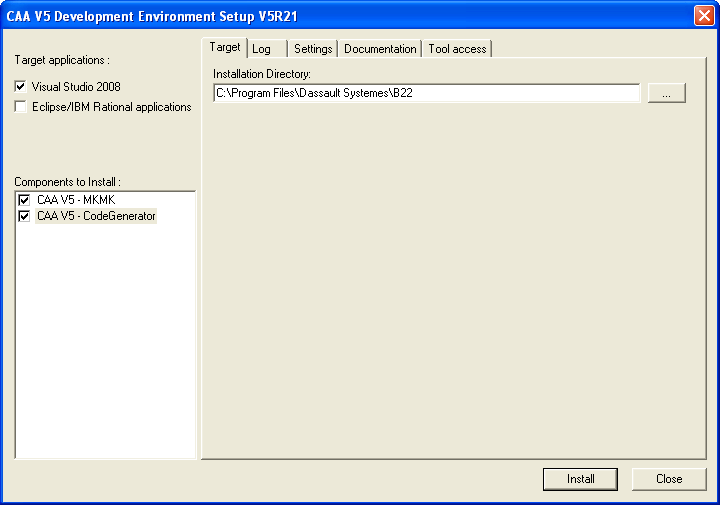 CAA V5 Development Environment Setup V5R21
Target applications :
Visual Studio 2008
Eclipse/IBM Rational applications
Components to Install :
CAA V5 - MKMK
CAA V5 - CodeGenerator
Target Log Settings Documentation Tool access
Installation Directory:
C:\Program Files\Dassault Systemes\B22
...
Install Close